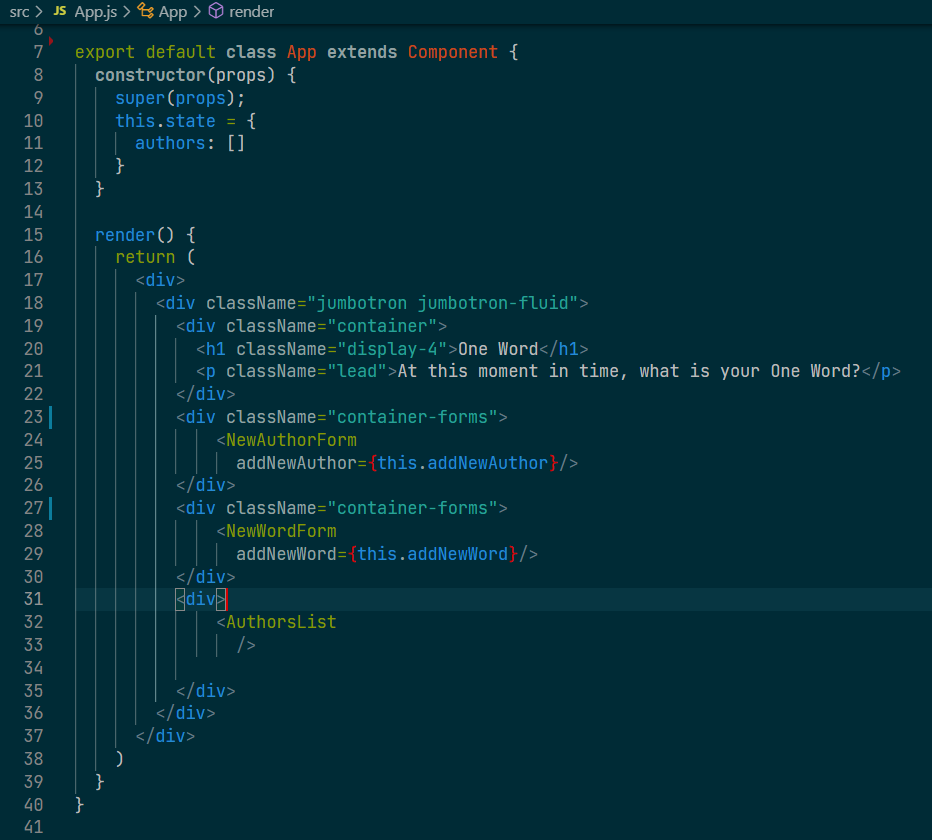 src > JS App.js > App > render
6
7 export default class App extends Component {
8   constructor(props) {
9     super(props);
10     this.state = {
11       authors: []
12     }
13   }
14
15   render() {
16     return (
17       <div>
18         <div className="jumbotron jumbotron-fluid">
19           <div className="container">
20             <h1 className="display-4">One Word</h1>
21             <p className="lead">At this moment in time, what is your One Word?</p>
22           </div>
23           <div className="container-forms">
24               <NewAuthorForm
25                 addNewAuthor={this.addNewAuthor}/>
26           </div>
27           <div className="container-forms">
28               <NewWordForm
29                 addNewWord={this.addNewWord}/>
30           </div>
31           <div>
32               <AuthorsList
33                 />
34
35           </div>
36         </div>
37       </div>
38     )
39   }
40 }
41